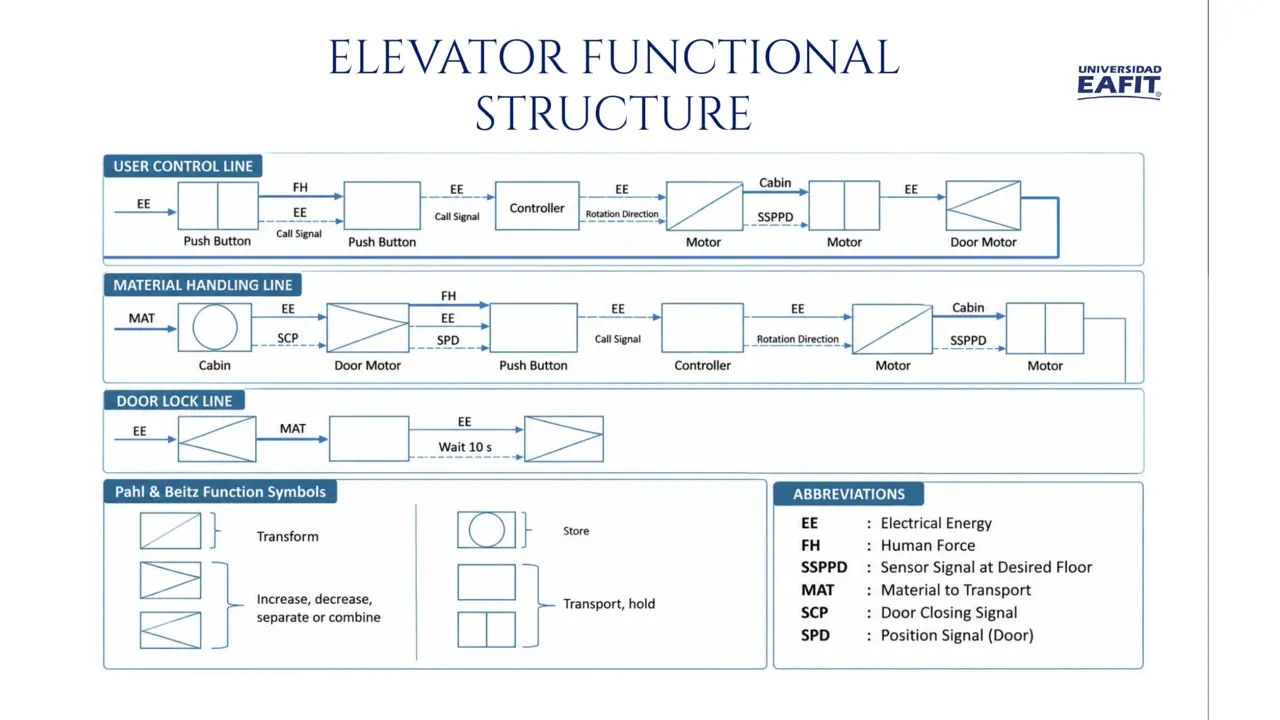 ELEVATOR FUNCTIONAL
STRUCTURE
UNIVERSIDAD
EAFIT®
USER CONTROL LINE
EE
FH
EE
Call Signal
EE
Call Signal
Controller
EE
Rotation Direction
Cabin
SSPPD
EE
Push Button
Push Button
Motor
Motor
Door Motor
MATERIAL HANDLING LINE
MAT
EE
SCP
FH
EE
SPD
EE
Call Signal
EE
Rotation Direction
Cabin
SSPPD
Cabin
Door Motor
Push Button
Controller
Motor
Motor
DOOR LOCK LINE
EE
MAT
EE
Wait 10 s
Pahl & Beitz Function Symbols
Transform
Increase, decrease,
separate or combine
Store
Transport, hold
ABBREVIATIONS
EE : Electrical Energy
FH : Human Force
SSPPD : Sensor Signal at Desired Floor
MAT : Material to Transport
SCP : Door Closing Signal
SPD : Position Signal (Door)